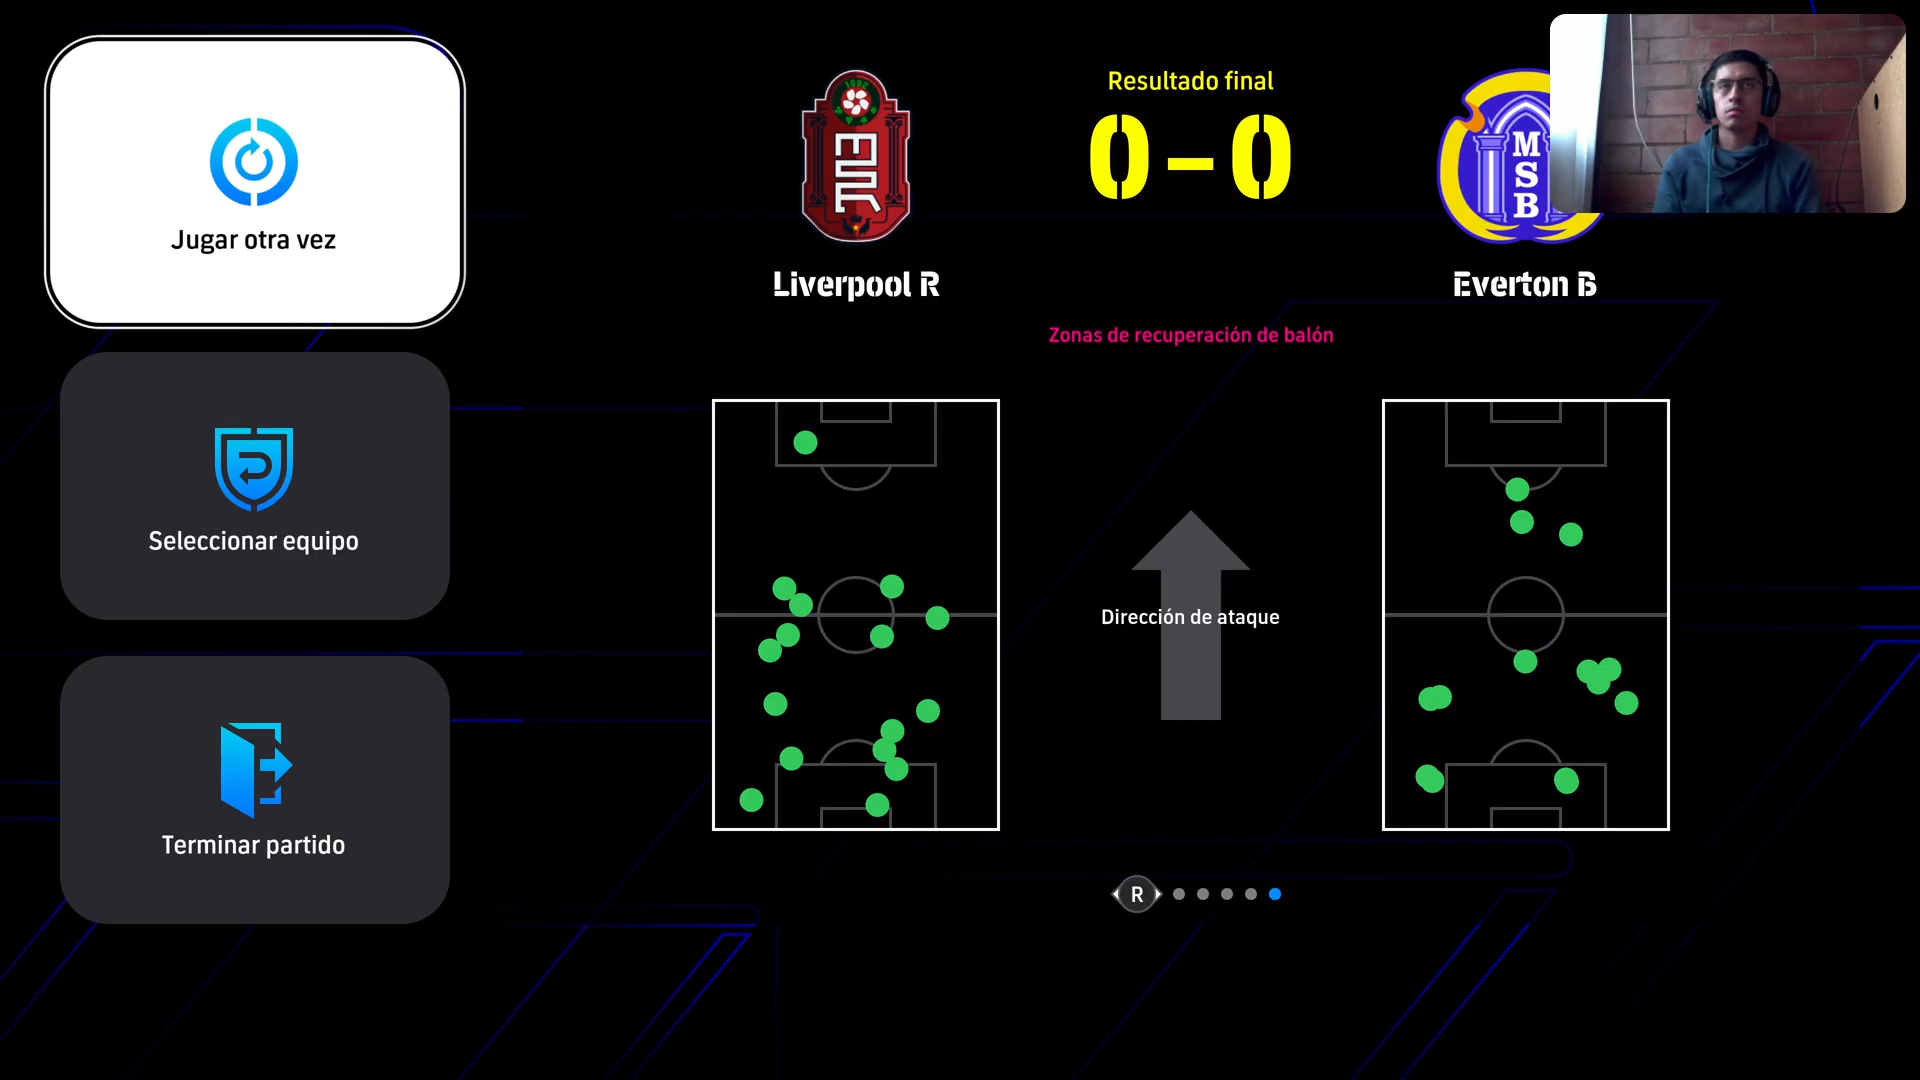 Jugar otra vez
Seleccionar equipo
Terminar partido
Resultado final
0 – 0
1892
M
S
B
Liverpool R
Everton B
Zonas de recuperación de balón
Dirección de ataque
R